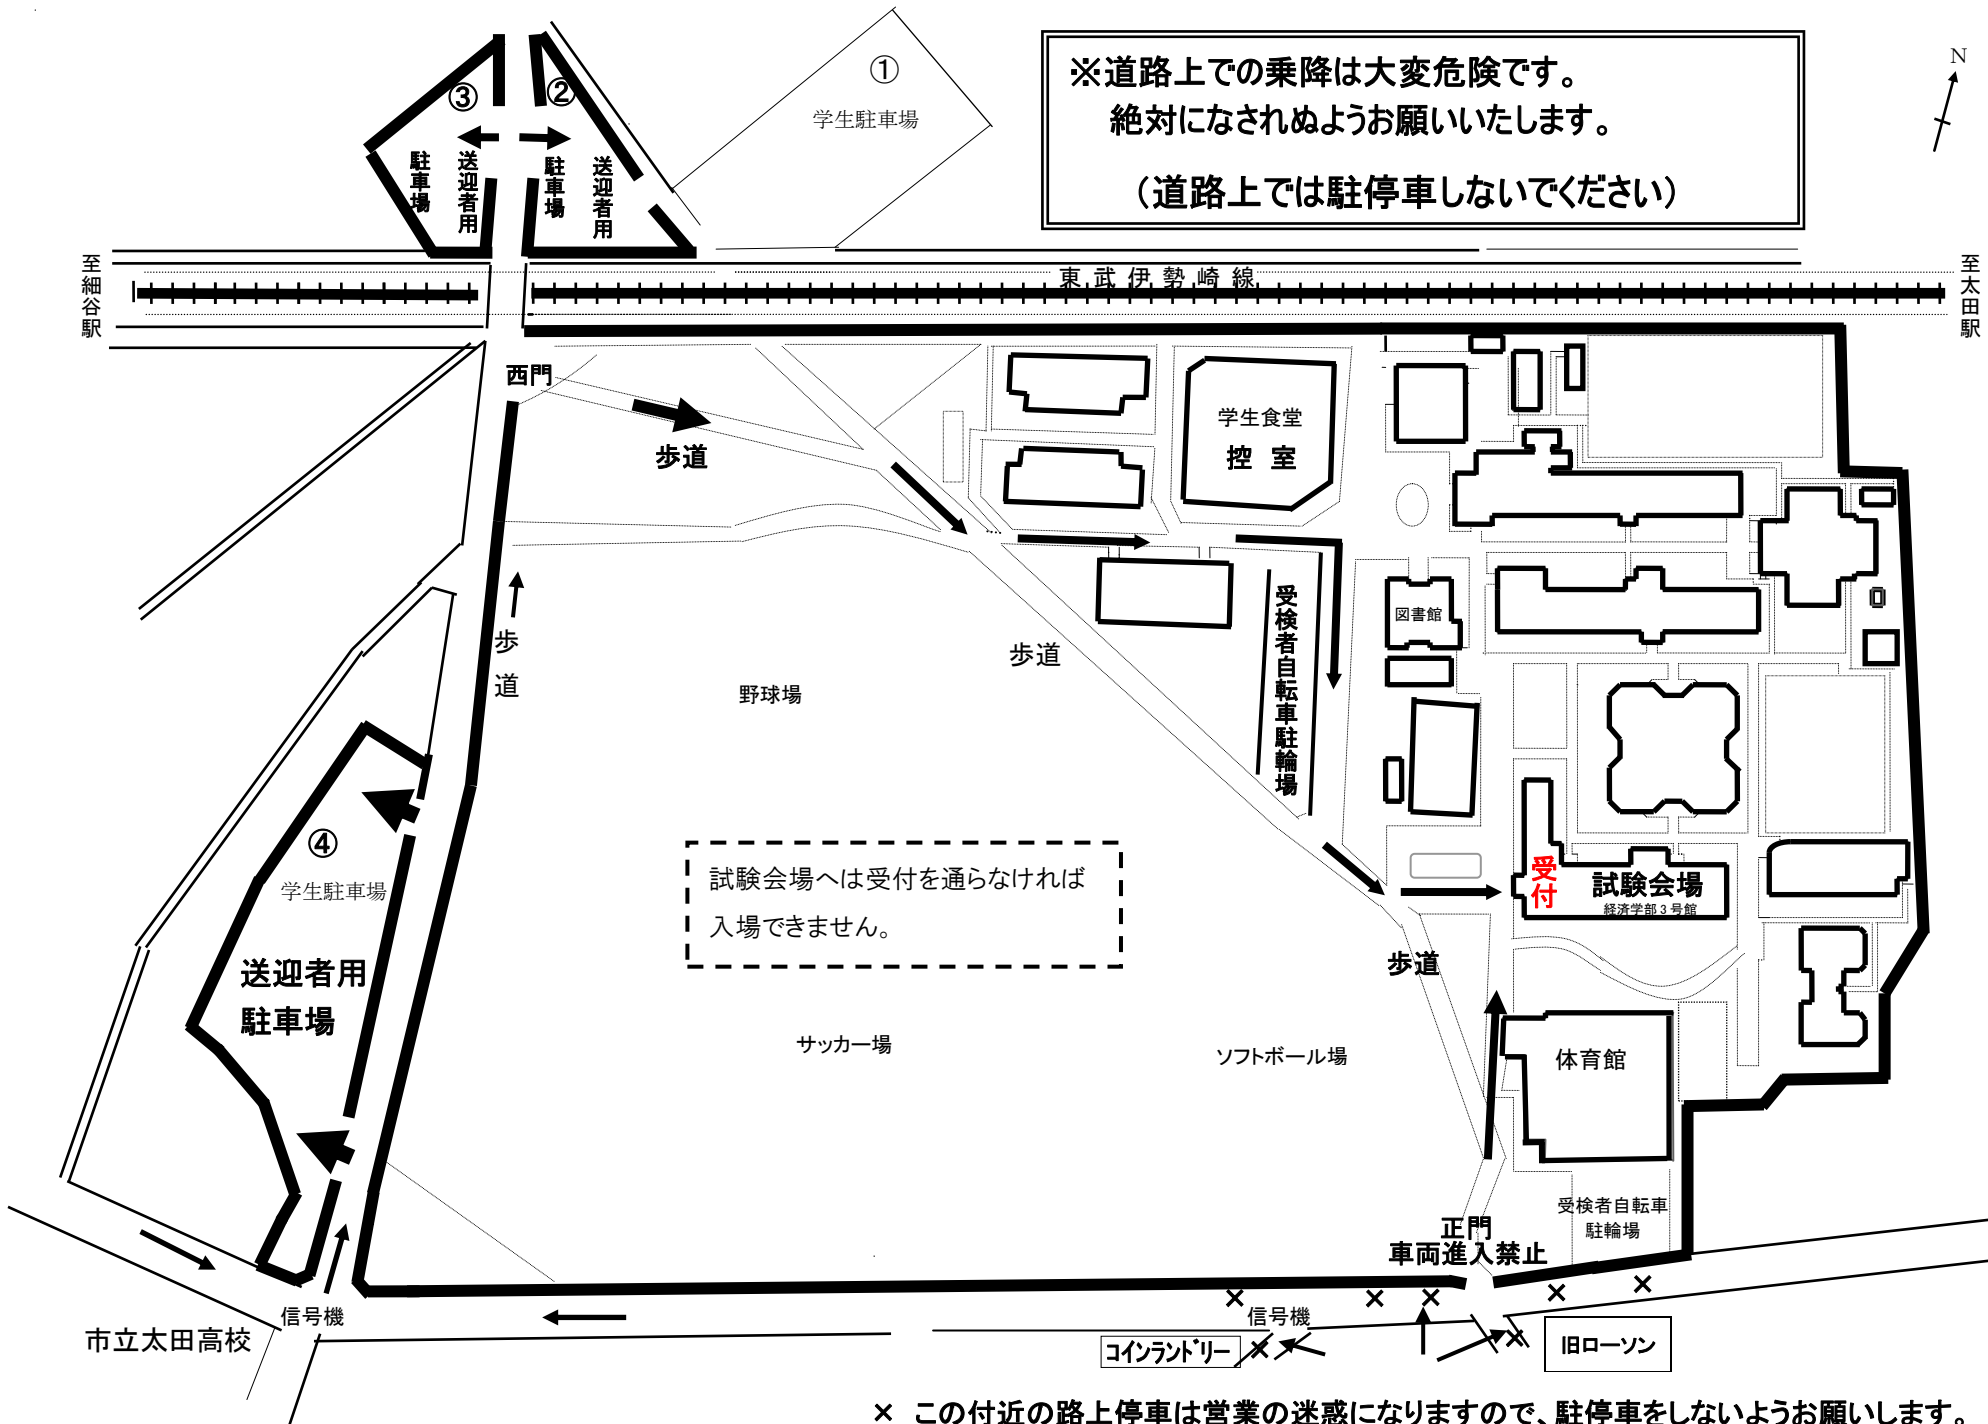 ※道路上での乗降は大変危険です。
絶対になされぬようお願いいたします。
（道路上では駐停車しないでください）
N
①
学生駐車場
③
②
送迎者用
駐車場
送迎者用
駐車場
至細谷駅
東武伊勢崎線
至太田駅
西門
歩道
学生食堂
控 室
歩道
歩道
野球場
受検者自転車駐輪場
図書館
④
学生駐車場
送迎者用
駐車場
試験会場へは受付を通らなければ
入場できません。
受付
試験会場
経済学部3号館
歩道
サッカー場
ソフトボール場
体育館
受検者自転車
駐輪場
正門
車両進入禁止
信号機
信号機
市立太田高校
コインランドリー
旧ローソン
× この付近の路上停車は営業の迷惑になりますので、駐停車をしないようお願いします。